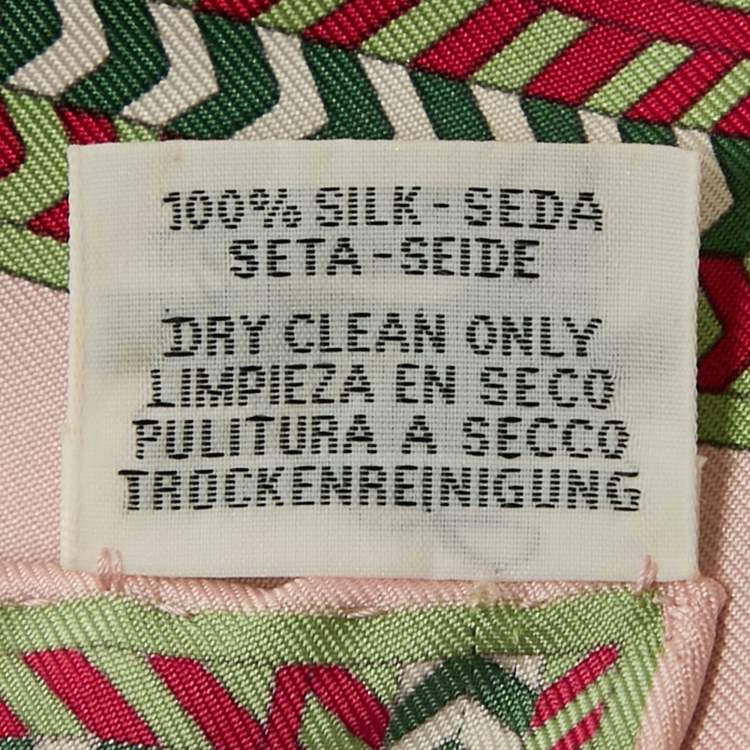 100% SILK - SEDA
SETA - SEIDE
DRY CLEAN ONLY
LIMPIEZA EN SECO
PULITURA A SECCO
TROCKENREINIGUNG